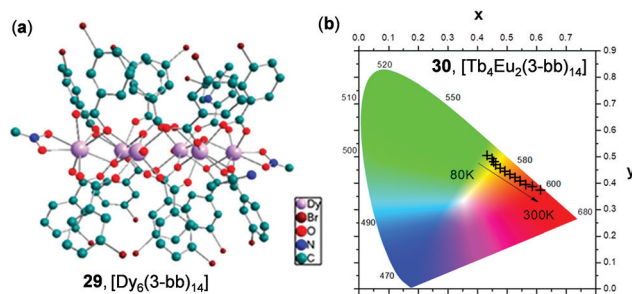 (a)
Dy
Br
O
N
C
29, [Dy6(3-bb)14]
(b)
x
0.0 0.1 0.2 0.3 0.4 0.5 0.6 0.7
30, [Tb4Eu2(3-bb)14]
0.9
0.8
0.7
0.6
0.5
0.4
0.3
0.2
0.1
0.0
y
520
510
550
500
580
80K
600
300K
490
680
470